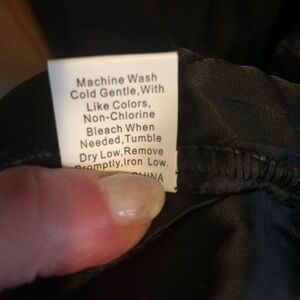 Machine Wash
Cold Gentle,With
Like Colors,
Non-Chlorine
Bleach When
Needed,Tumble
Dry Low,Remove
Promptly,Iron Low.
CHINA